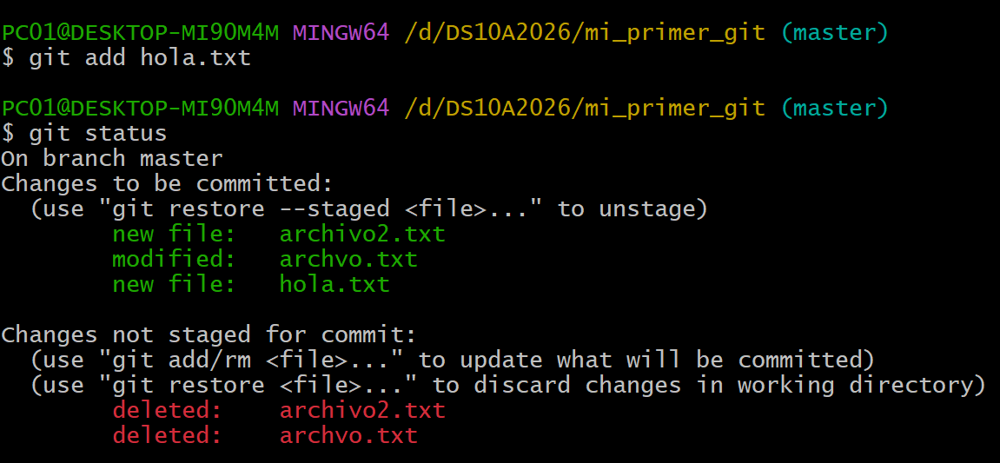 PC01@DESKTOP-MI90M4M MINGW64 /d/DS10A2026/mi_primer_git (master)
$ git add hola.txt
PC01@DESKTOP-MI90M4M MINGW64 /d/DS10A2026/mi_primer_git (master)
$ git status
On branch master
Changes to be committed:
  (use "git restore --staged <file>..." to unstage)
        new file:   archivo2.txt
        modified:   archvo.txt
        new file:   hola.txt
Changes not staged for commit:
  (use "git add/rm <file>..." to update what will be committed)
  (use "git restore <file>..." to discard changes in working directory)
        deleted:    archivo2.txt
        deleted:    archvo.txt